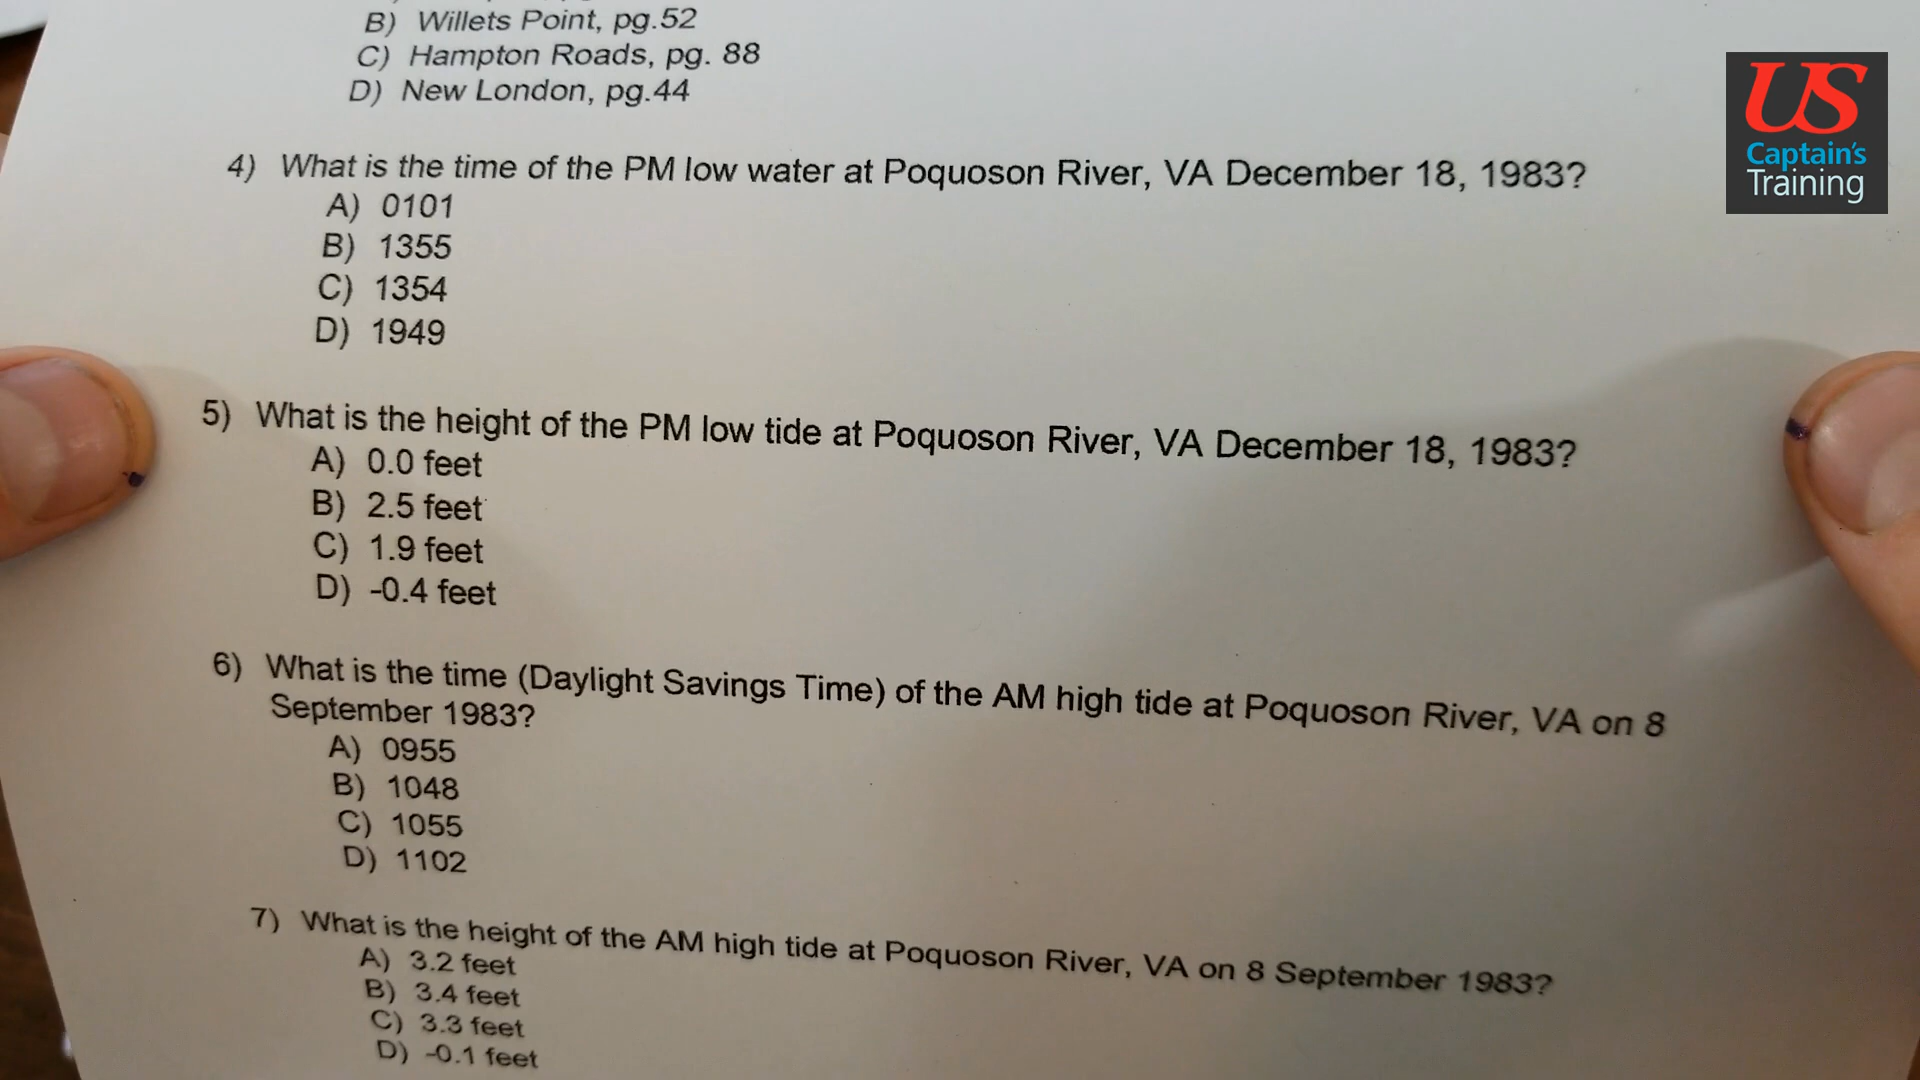 B) Willets Point, pg.52
C) Hampton Roads, pg. 88
D) New London, pg.44
4) What is the time of the PM low water at Poquoson River, VA December 18, 1983?
A) 0101
B) 1355
C) 1354
D) 1949
5) What is the height of the PM low tide at Poquoson River, VA December 18, 1983?
A) 0.0 feet
B) 2.5 feet
C) 1.9 feet
D) -0.4 feet
6) What is the time (Daylight Savings Time) of the AM high tide at Poquoson River, VA on 8
September 1983?
A) 0955
B) 1048
C) 1055
D) 1102
7) What is the height of the AM high tide at Poquoson River, VA on 8 September 1983?
A) 3.2 feet
B) 3.4 feet
C) 3.3 feet
D) -0.1 feet
US
Captain's
Training